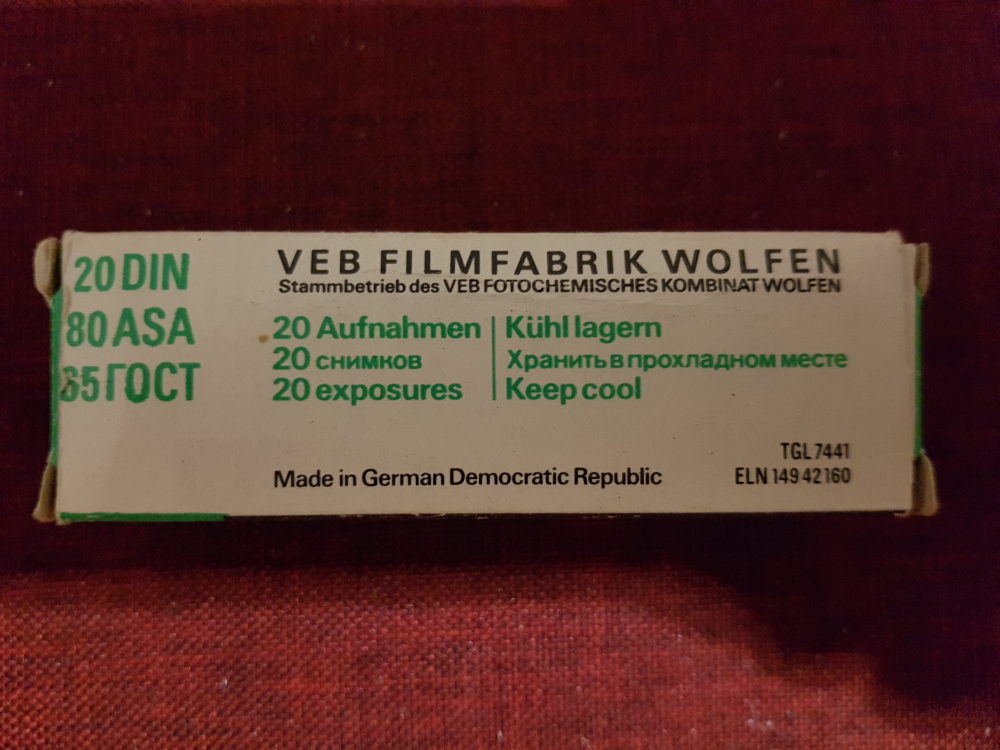 20 DIN
80 ASA
65 ГОСТ
VEB FILMFABRIK WOLFEN
Stammbetrieb des VEB FOTOCHEMISCHES KOMBINAT WOLFEN
20 Aufnahmen
20 снимков
20 exposures
Kühl lagern
Хранить в прохладном месте
Keep cool
Made in German Democratic Republic
TGL 7441
ELN 149 42 160